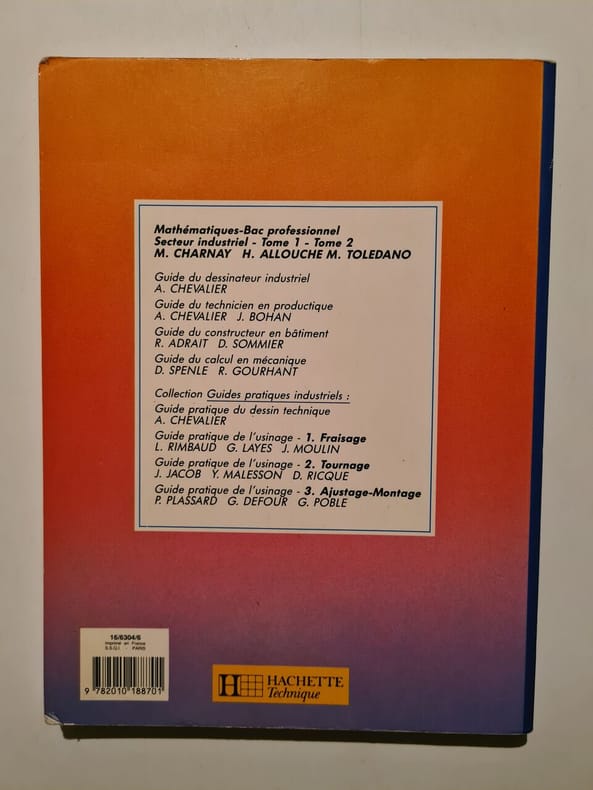 Mathématiques-Bac professionnel
Secteur industriel - Tome 1 - Tome 2
M. CHARNAY H. ALLOUCHE M. TOLEDANO
Guide du dessinateur industriel
A. CHEVALIER
Guide du technicien en productique
A. CHEVALIER J. BOHAN
Guide du constructeur en bâtiment
R. ADRAIT D. SOMMIER
Guide du calcul en mécanique
D. SPENLE R. GOURHANT
Collection Guides pratiques industriels :
Guide pratique du dessin technique
A. CHEVALIER
Guide pratique de l'usinage - 1. Fraisage
L. RIMBAUD G. LAYES J. MOULIN
Guide pratique de l'usinage - 2. Tournage
J. JACOB Y. MALESSON D. RICQUE
Guide pratique de l'usinage - 3. Ajustage-Montage
P. PLASSARD G. DEFOUR G. POBLE
16/6304/6
Imprimé en France
S.S.Q.I. - PARIS
9 782010 188701
H HACHETTE
Technique